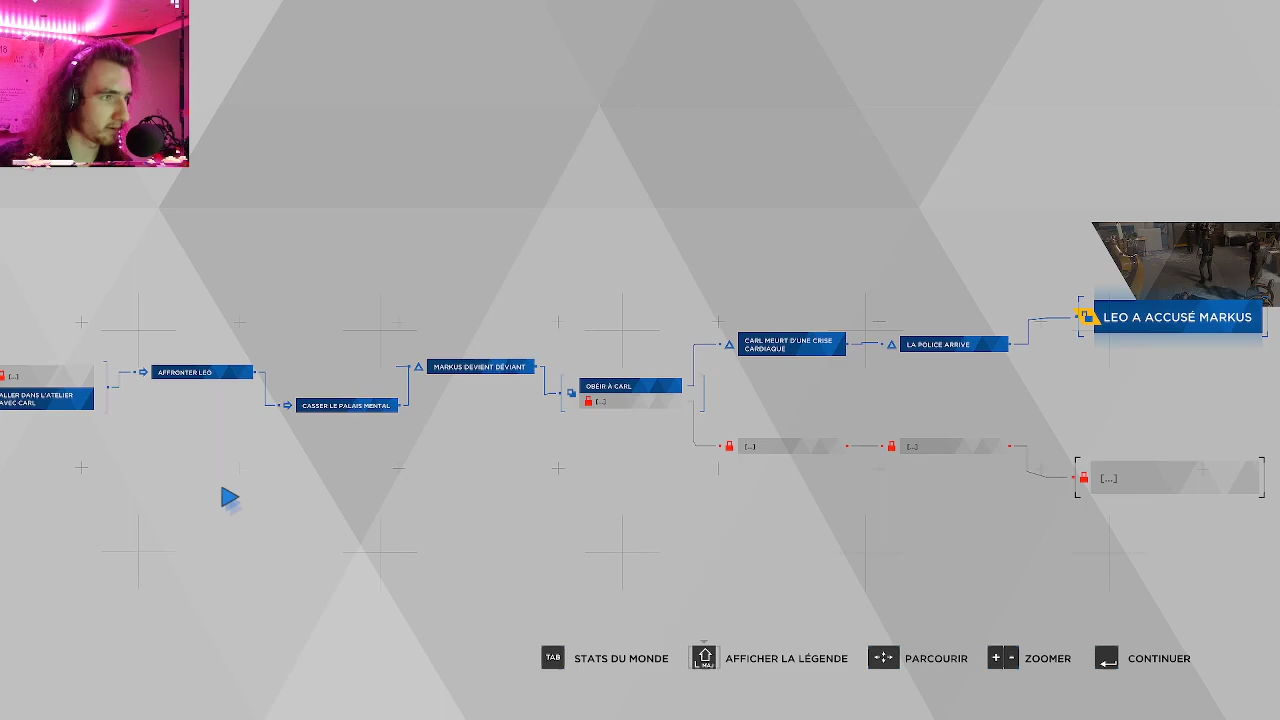 LEO A ACCUSÉ MARKUS
CARL MEURT D'UNE CRISE
CARDIAQUE
LA POLICE ARRIVE
MARKUS DEVIENT DÉVIANT
AFFRONTER LEO
[...]
ALLER DANS L'ATELIER
AVEC CARL
OBÉIR À CARL
[...]
CASSER LE PALAIS MENTAL
[...]
[...]
[...]
TAB STATS DU MONDE
MAJ AFFICHER LA LÉGENDE
PARCOURIR
+ - ZOOMER
CONTINUER